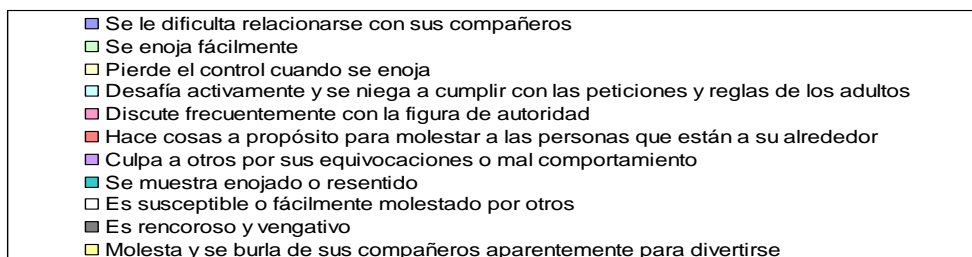 Se le dificulta relacionarse con sus compañeros
Se enoja fácilmente
Pierde el control cuando se enoja
Desafía activamente y se niega a cumplir con las peticiones y reglas de los adultos
Discute frecuentemente con la figura de autoridad
Hace cosas a propósito para molestar a las personas que están a su alrededor
Culpa a otros por sus equivocaciones o mal comportamiento
Se muestra enojado o resentido
Es susceptible o fácilmente molestado por otros
Es rencoroso y vengativo
Molesta y se burla de sus compañeros aparentemente para divertirse